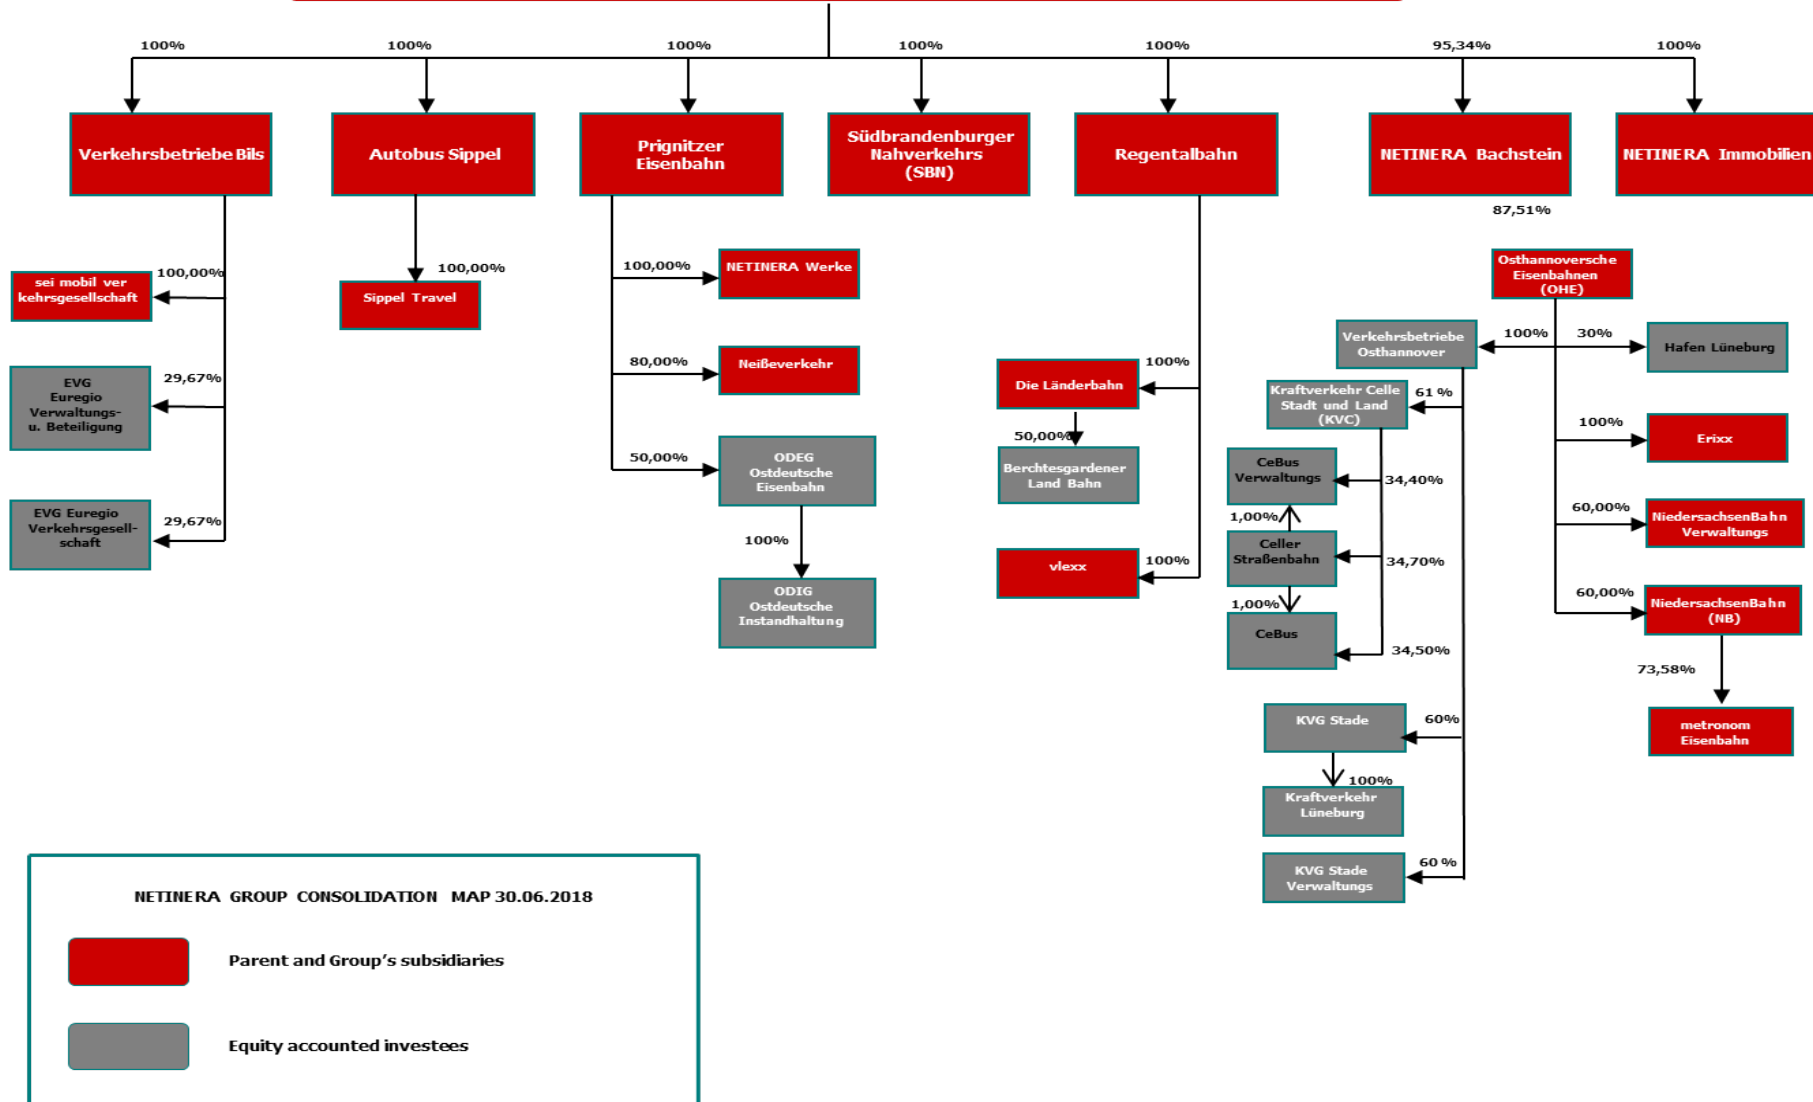 100%
100%
100%
100%
100%
95,34%
100%
Verkehrsbetriebe Bils
Autobus Sippel
Prignitzer
Eisenbahn
Südbrandenburger
Nahverkehrs
(SBN)
Regentalbahn
NETINERA Bachstein
NETINERA Immobilien
87,51%
sei mobil ver
kehrsgesellschaft
100,00%
EVG
Euregio
Verwaltungs-
u. Beteiligung
29,67%
EVG Euregio
Verkehrsgesell-
schaft
29,67%
100,00%
Sippel Travel
100,00%
NETINERA Werke
80,00%
Neißeverkehr
50,00%
ODEG
Ostdeutsche
Eisenbahn
100%
ODIG
Ostdeutsche
Instandhaltung
Die Länderbahn
100%
50,00%
Berchtesgardener
Land Bahn
vlexx
100%
Osthannoversche
Eisenbahnen
(OHE)
Verkehrsbetriebe
Osthannover
100%
30%
Hafen Lüneburg
Kraftverkehr Celle
Stadt und Land
(KVC)
61 %
100%
Erixx
CeBus
Verwaltungs
34,40%
1,00%
Celler
Straßenbahn
34,70%
1,00%
CeBus
34,50%
60,00%
NiedersachsenBahn
Verwaltungs
60,00%
NiedersachsenBahn
(NB)
73,58%
metronom
Eisenbahn
KVG Stade
60%
100%
Kraftverkehr
Lüneburg
KVG Stade
Verwaltungs
60 %
NETINERA GROUP CONSOLIDATION MAP 30.06.2018
Parent and Group's subsidiaries
Equity accounted investees